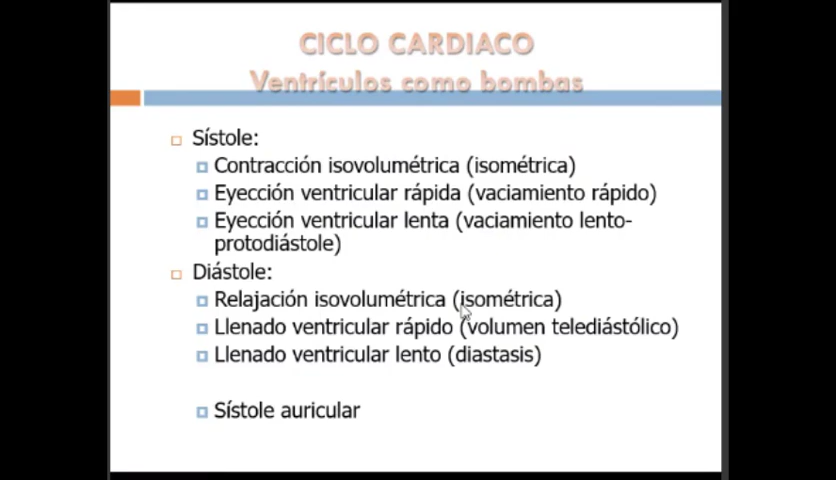 CICLO CARDIACO
Ventrículos como bombas
Sístole:
Contracción isovolumétrica (isométrica)
Eyección ventricular rápida (vaciamiento rápido)
Eyección ventricular lenta (vaciamiento lento-
protodiástole)
Diástole:
Relajación isovolumétrica (isométrica)
Llenado ventricular rápido (volumen telediástólico)
Llenado ventricular lento (diastasis)
Sístole auricular